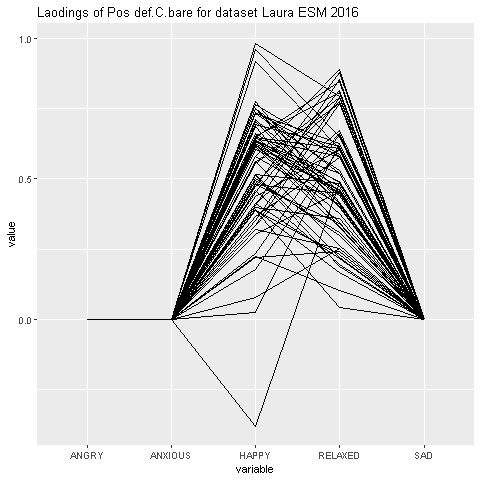 Laodings of Pos def.C.bare for dataset Laura ESM 2016
1.0
0.5
0.0
value
ANGRY ANXIOUS HAPPY RELAXED SAD
variable